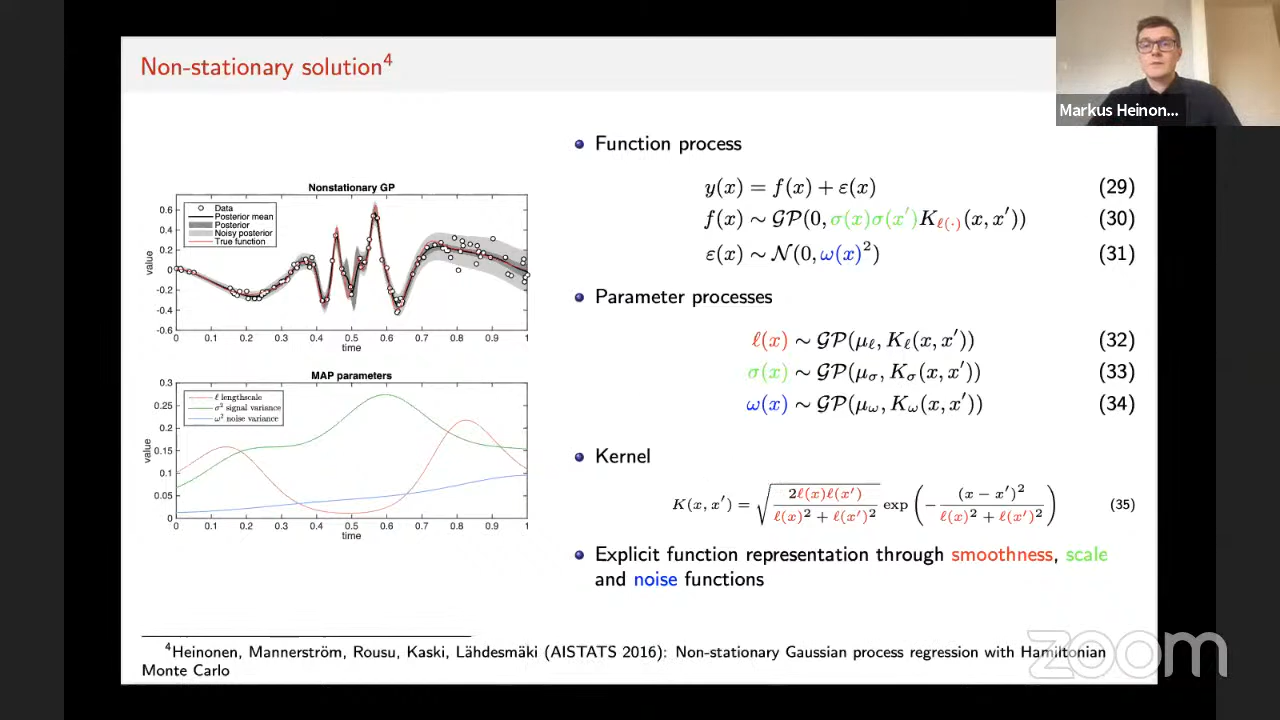 Non-stationary solution⁴
Markus Heinon...
Nonstationary GP
Data
Posterior mean
Posterior
Noisy posterior
True function
value
0.6
0.4
0.2
0
-0.2
-0.4
-0.6
0 0.1 0.2 0.3 0.4 0.5 0.6 0.7 0.8 0.9 1
time
MAP parameters
ℓ lengthscale
σ² signal variance
ω² noise variance
value
0.3
0.25
0.2
0.15
0.1
0.05
0
0 0.1 0.2 0.3 0.4 0.5 0.6 0.7 0.8 0.9 1
time
Function process
y(x) = f(x) + ε(x) (29)
f(x) ∼ 𝒢𝒫(0, σ(x)σ(x′)K_ℓ(·)(x, x′)) (30)
ε(x) ∼ 𝒩(0, ω(x)²) (31)
Parameter processes
ℓ(x) ∼ 𝒢𝒫(μ_ℓ, K_ℓ(x, x′)) (32)
σ(x) ∼ 𝒢𝒫(μ_σ, K_σ(x, x′)) (33)
ω(x) ∼ 𝒢𝒫(μ_ω, K_ω(x, x′)) (34)
Kernel
K(x, x′) = √(2ℓ(x)ℓ(x′) / (ℓ(x)² + ℓ(x′)²)) exp(−(x − x′)² / (ℓ(x)² + ℓ(x′)²)) (35)
Explicit function representation through smoothness, scale
and noise functions
⁴Heinonen, Mannerström, Rousu, Kaski, Lähdesmäki (AISTATS 2016): Non-stationary Gaussian process regression with Hamiltonian
Monte Carlo
zoom